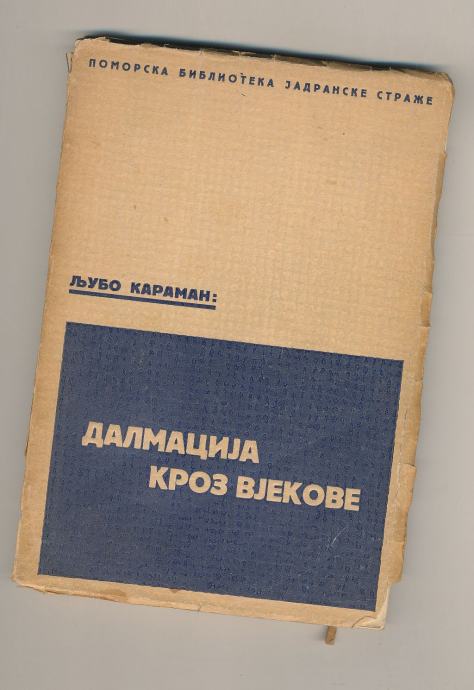 ПОМОРСКА БИБЛИОТЕКА ЈАДРАНСКЕ СТРАЖЕ
ЉУБО КАРАМАН:
ДАЛМАЦИЈА
КРОЗ ВЈЕКОВЕ